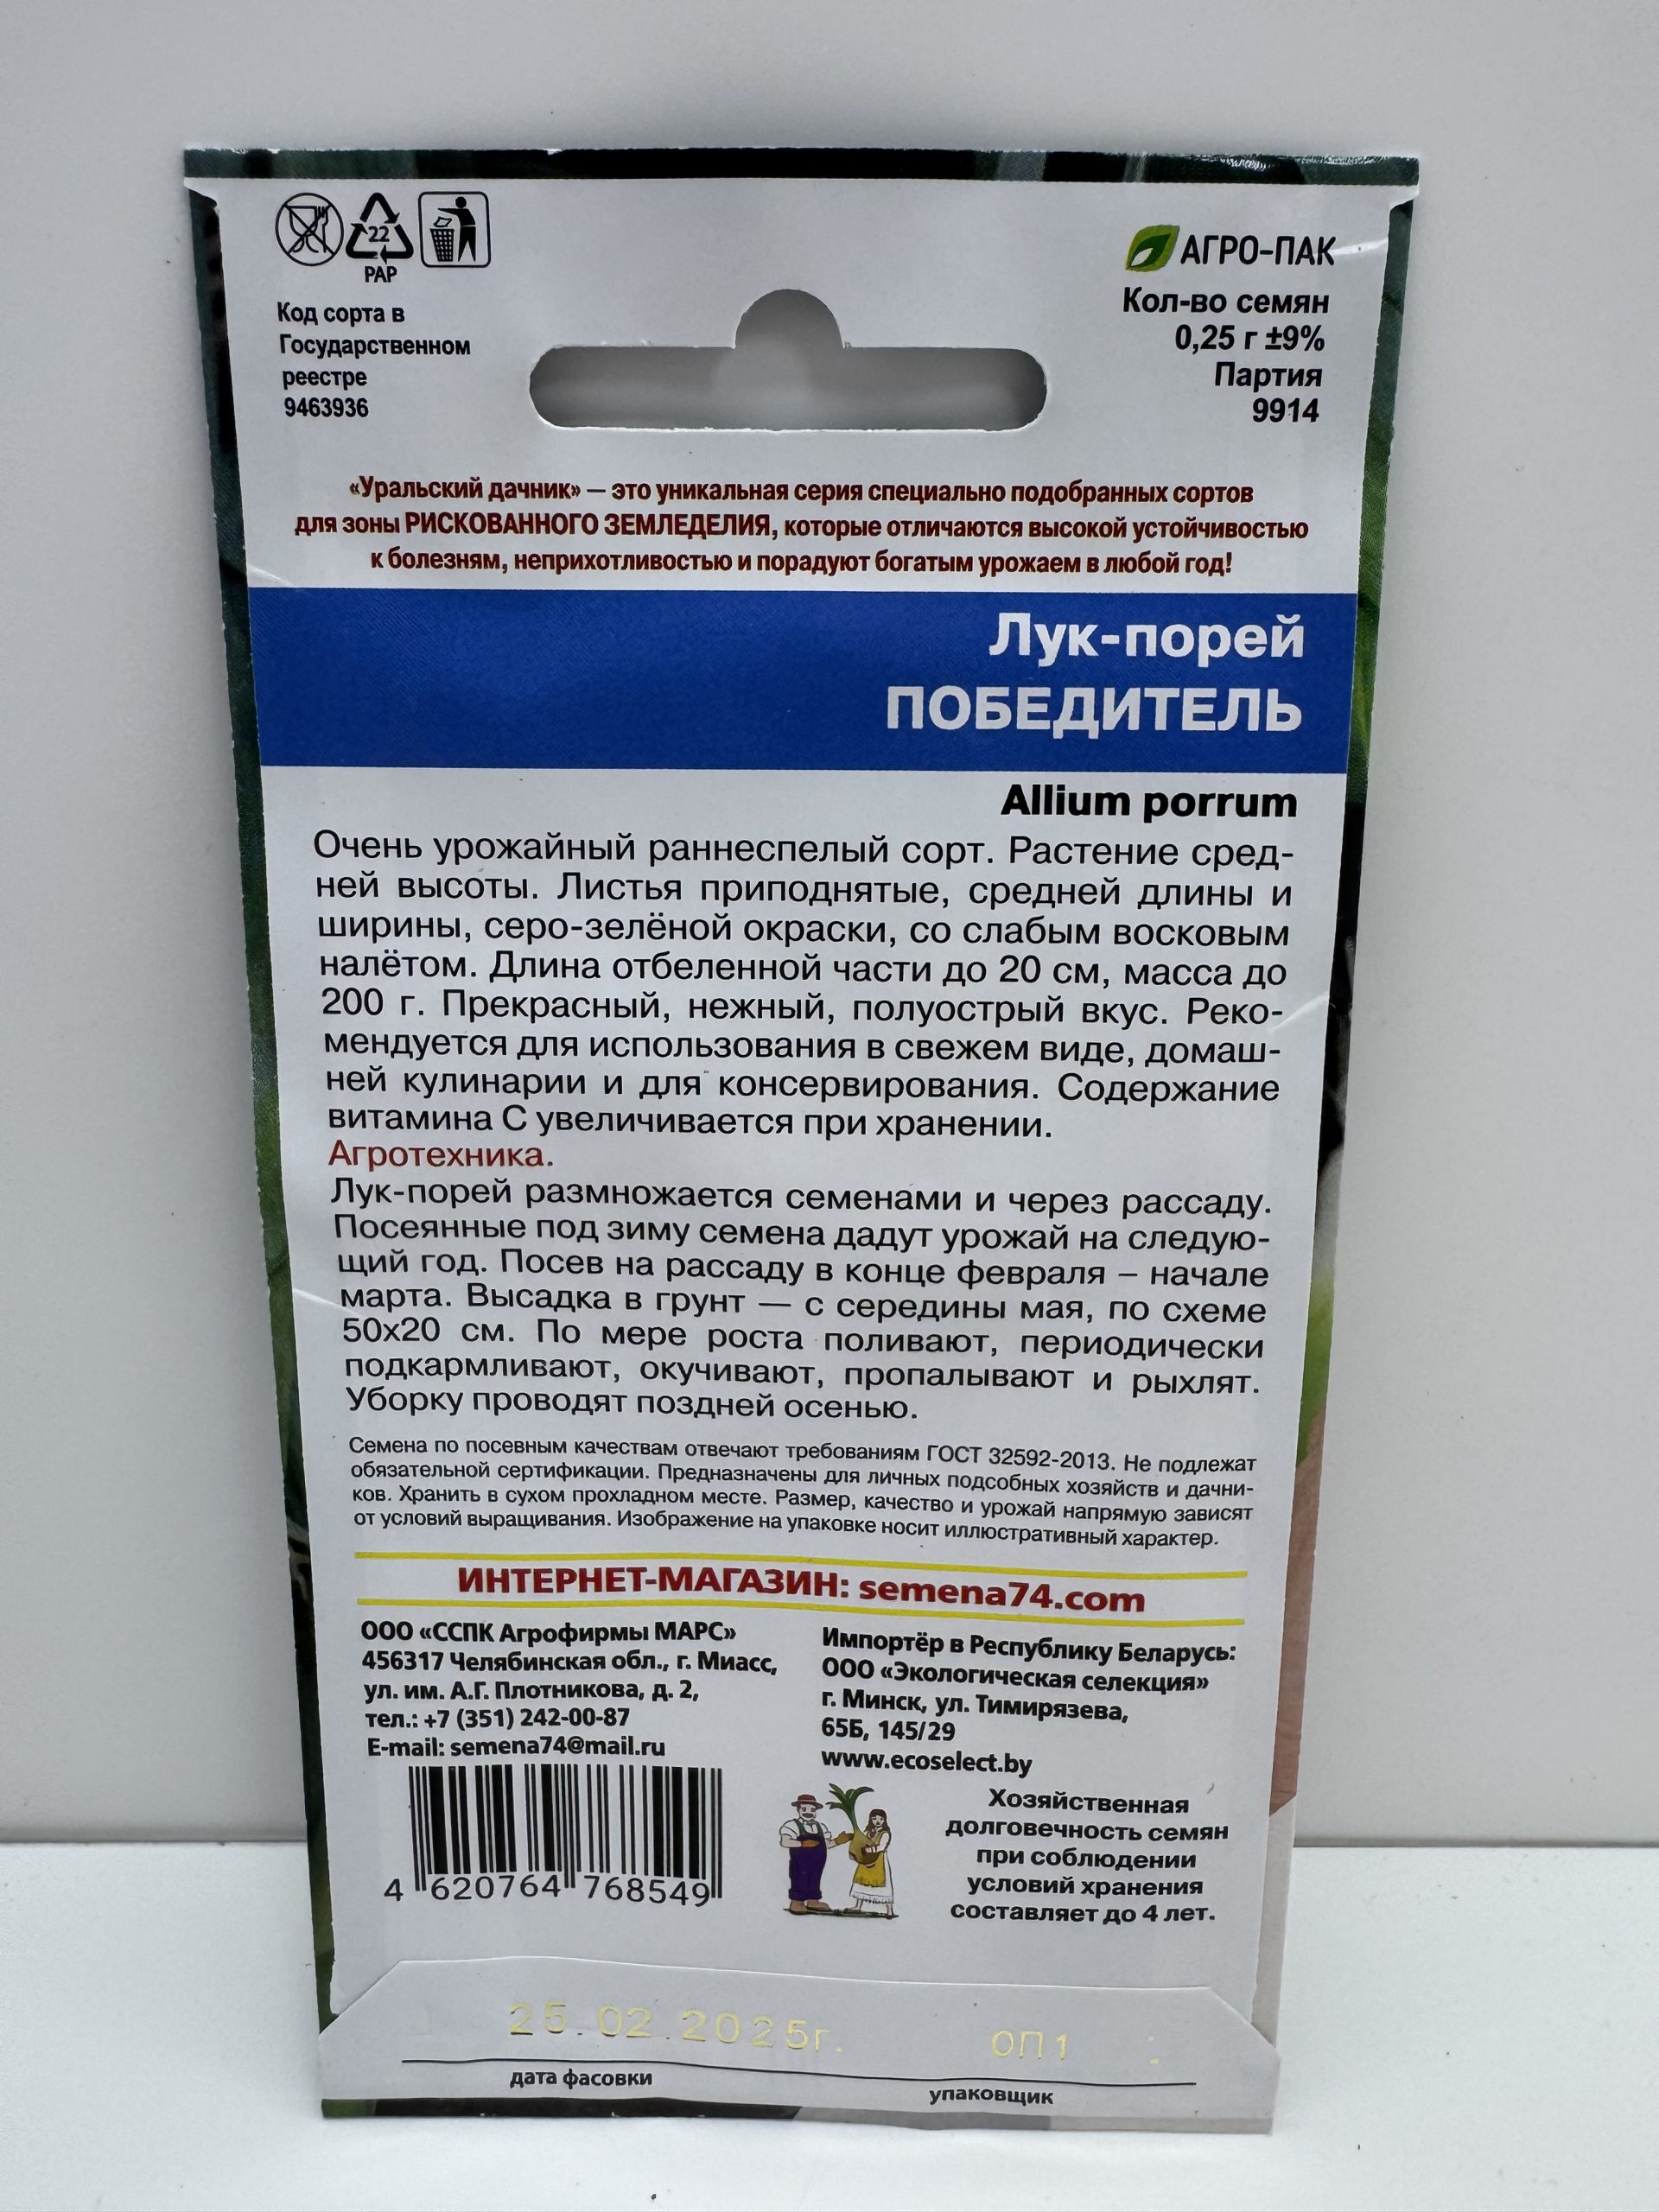 22
PAP
АГРО-ПАК
Код сорта в
Государственном
реестре
9463936
Кол-во семян
0,25 г ±9%
Партия
9914
«Уральский дачник» — это уникальная серия специально подобранных сортов
для зоны РИСКОВАННОГО ЗЕМЛЕДЕЛИЯ, которые отличаются высокой устойчивостью
к болезням, неприхотливостью и порадуют богатым урожаем в любой год!
Лук-порей
ПОБЕДИТЕЛЬ
Allium porrum
Очень урожайный раннеспелый сорт. Растение сред-
ней высоты. Листья приподнятые, средней длины и
ширины, серо-зелёной окраски, со слабым восковым
налётом. Длина отбеленной части до 20 см, масса до
200 г. Прекрасный, нежный, полуострый вкус. Реко-
мендуется для использования в свежем виде, домаш-
ней кулинарии и для консервирования. Содержание
витамина С увеличивается при хранении.
Агротехника.
Лук-порей размножается семенами и через рассаду.
Посеянные под зиму семена дадут урожай на следую-
щий год. Посев на рассаду в конце февраля – начале
марта. Высадка в грунт — с середины мая, по схеме
50х20 см. По мере роста поливают, периодически
подкармливают, окучивают, пропалывают и рыхлят.
Уборку проводят поздней осенью.
Семена по посевным качествам отвечают требованиям ГОСТ 32592-2013. Не подлежат
обязательной сертификации. Предназначены для личных подсобных хозяйств и дачни-
ков. Хранить в сухом прохладном месте. Размер, качество и урожай напрямую зависят
от условий выращивания. Изображение на упаковке носит иллюстративный характер.
ИНТЕРНЕТ-МАГАЗИН: semena74.com
ООО «ССПК Агрофирмы МАРС»
456317 Челябинская обл., г. Миасс,
ул. им. А.Г. Плотникова, д. 2,
тел.: +7 (351) 242-00-87
E-mail: semena74@mail.ru
Импортёр в Республику Беларусь:
ООО «Экологическая селекция»
г. Минск, ул. Тимирязева,
65Б, 145/29
www.ecoselect.by
4 620764 768549
Хозяйственная
долговечность семян
при соблюдении
условий хранения
составляет до 4 лет.
25.02.2025г. ОП1 :
дата фасовки
упаковщик